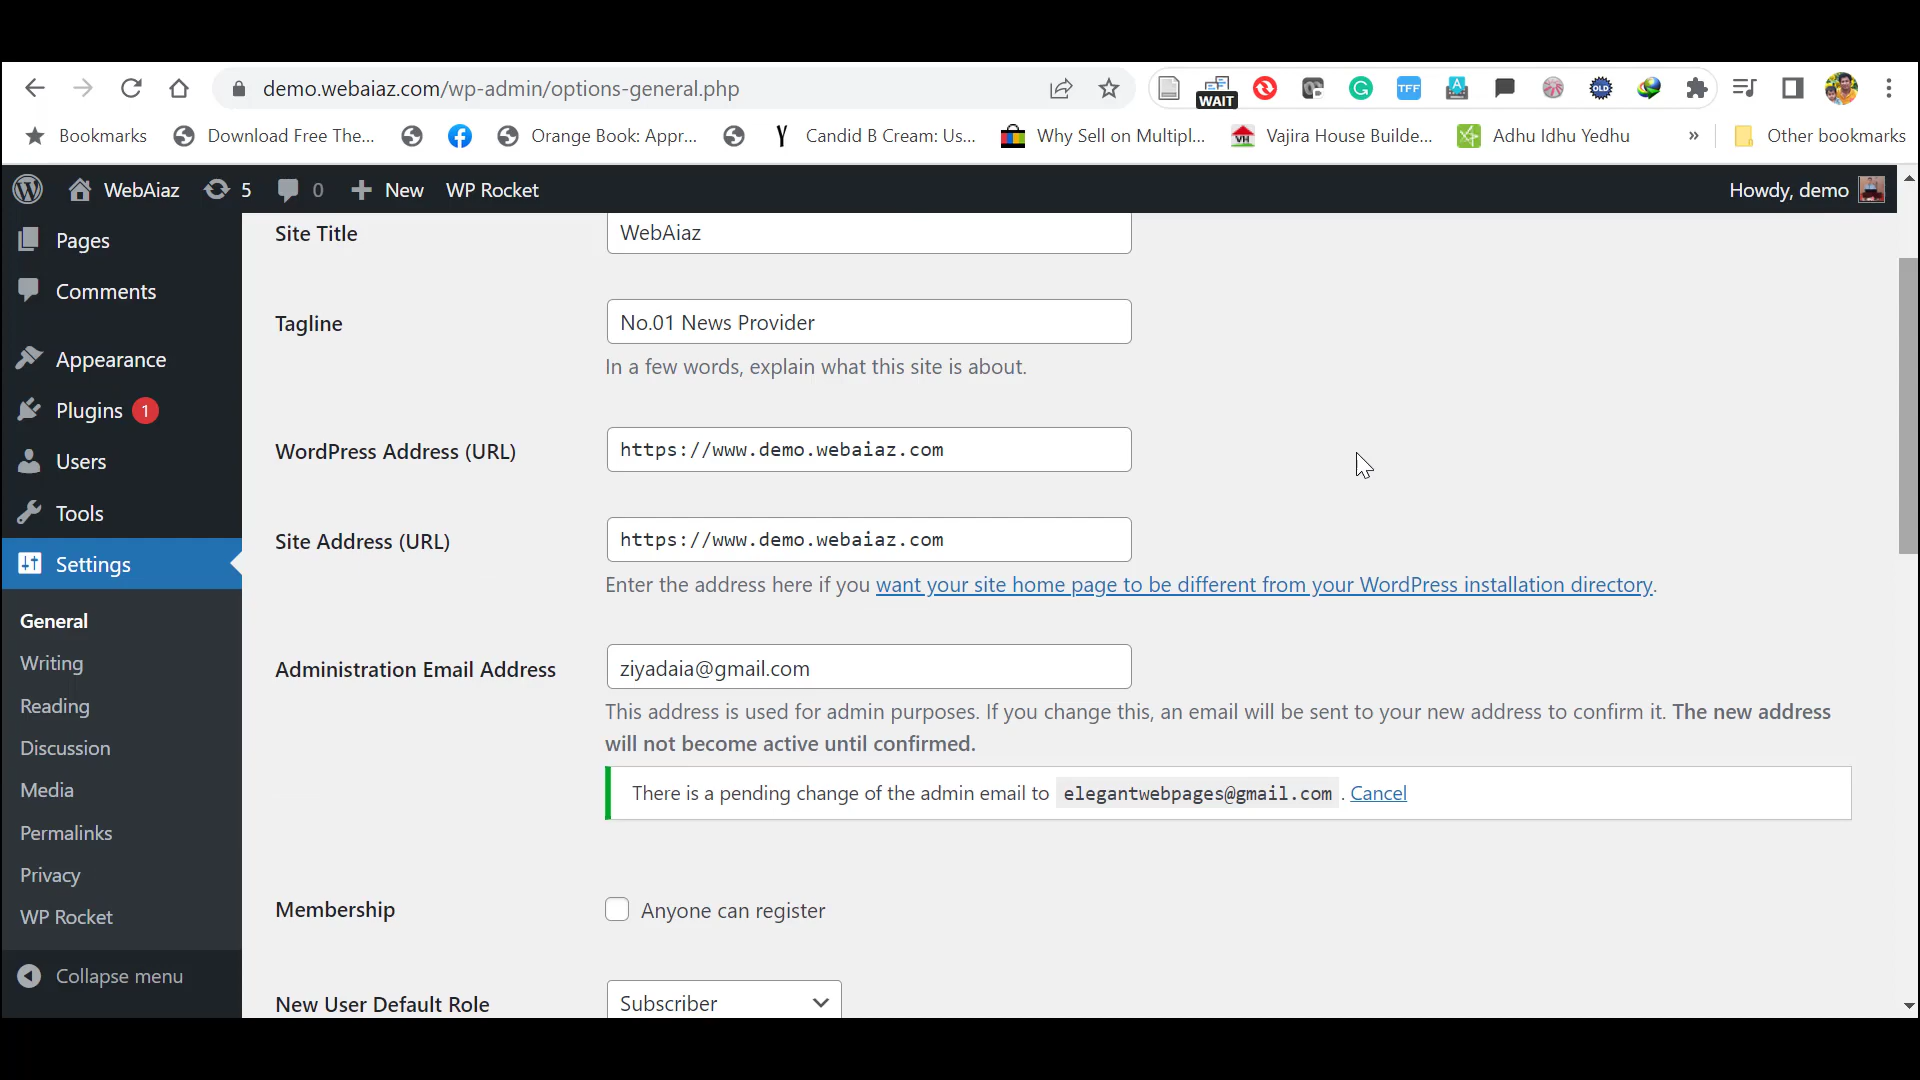 demo.webaiaz.com/wp-admin/options-general.php
WAIT
TFF
OLD
Bookmarks
Download Free The...
Orange Book: Appr...
Candid B Cream: Us...
Why Sell on Multipl...
VH
Vajira House Builde...
Adhu Idhu Yedhu
»
Other bookmarks
WebAiaz
5
0
New
WP Rocket
Howdy, demo
Pages
Comments
Appearance
Plugins 1
Users
Tools
Settings
General
Writing
Reading
Discussion
Media
Permalinks
Privacy
WP Rocket
Collapse menu
Site Title
WebAiaz
Tagline
No.01 News Provider
In a few words, explain what this site is about.
WordPress Address (URL)
https://www.demo.webaiaz.com
Site Address (URL)
https://www.demo.webaiaz.com
Enter the address here if you want your site home page to be different from your WordPress installation directory.
Administration Email Address
ziyadaia@gmail.com
This address is used for admin purposes. If you change this, an email will be sent to your new address to confirm it. The new address
will not become active until confirmed.
There is a pending change of the admin email to elegantwebpages@gmail.com . Cancel
Membership
Anyone can register
New User Default Role
Subscriber